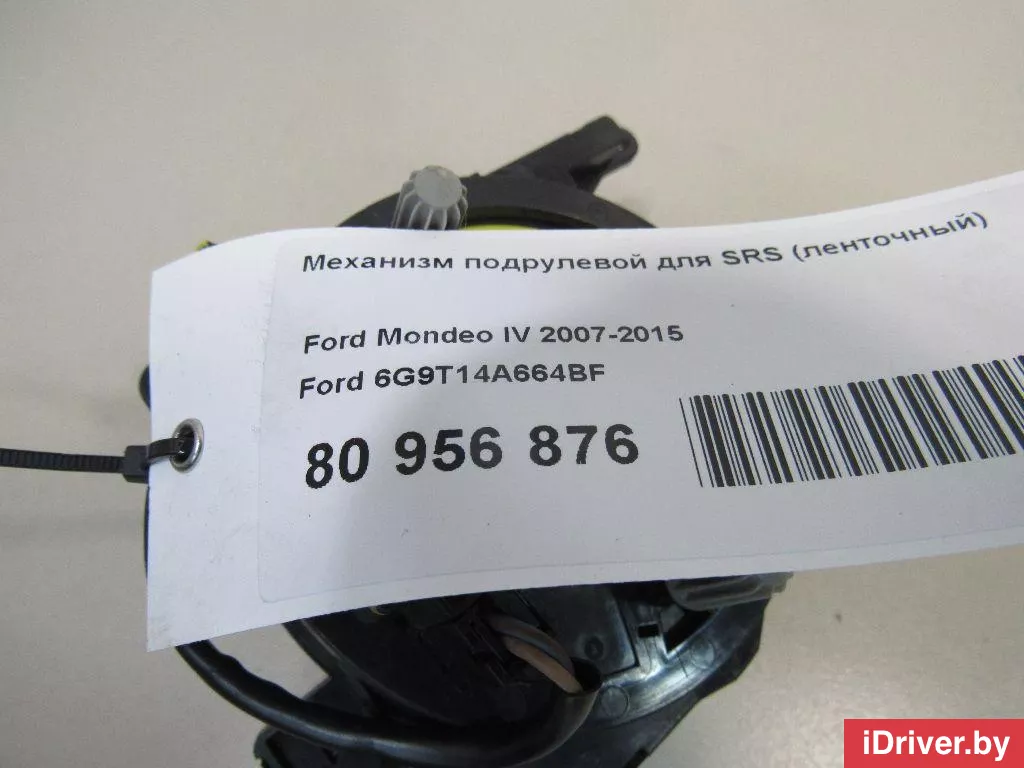 Механизм подрулевой для SRS (ленточный)
Ford Mondeo IV 2007-2015
Ford 6G9T14A664BF
80 956 876
iDriver.by